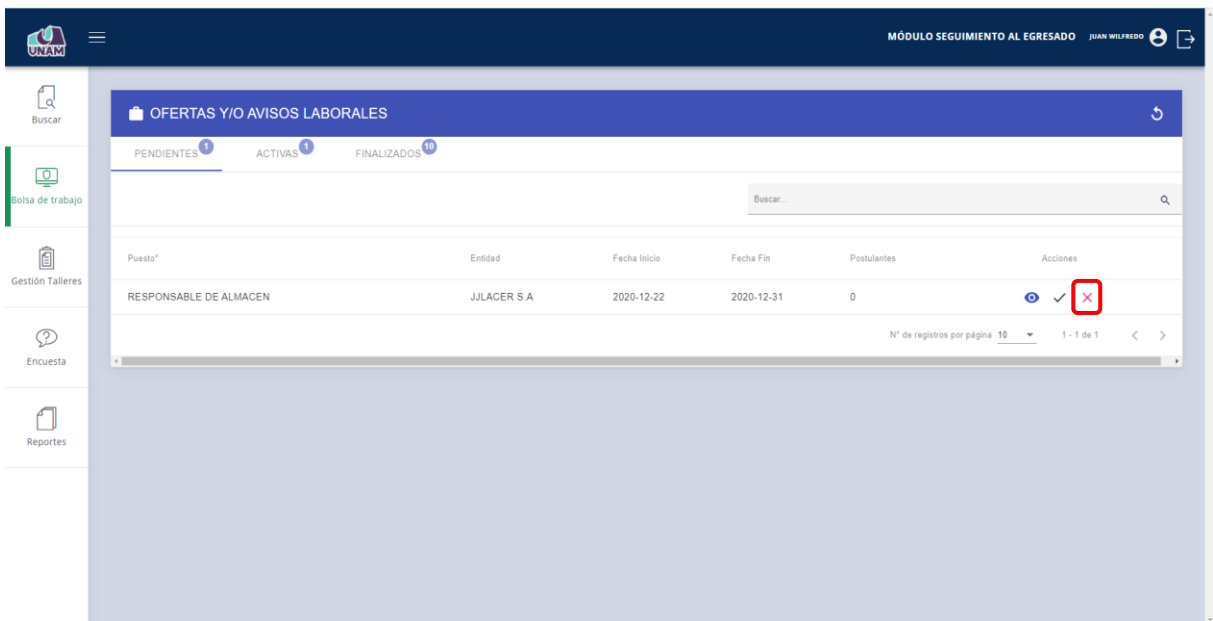 UNAM
MÓDULO SEGUIMIENTO AL EGRESADO JUAN WILFREDO
Buscar
Bolsa de trabajo
Gestión Talleres
Encuesta
Reportes
OFERTAS Y/O AVISOS LABORALES
PENDIENTES 1 ACTIVAS 1 FINALIZADOS 10
Buscar...
Puesto* Entidad Fecha Inicio Fecha Fin Postulantes Acciones
RESPONSABLE DE ALMACEN JJLACER S.A 2020-12-22 2020-12-31 0
N° de registros por página 10 1 - 1 de 1